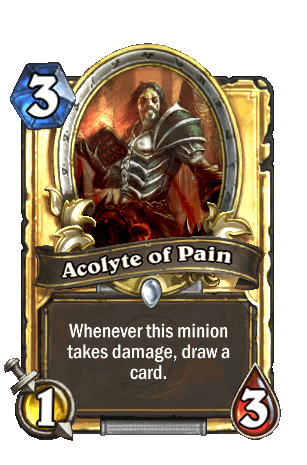 3
Acolyte of Pain
Whenever this minion
takes damage, draw a
card.
1
3